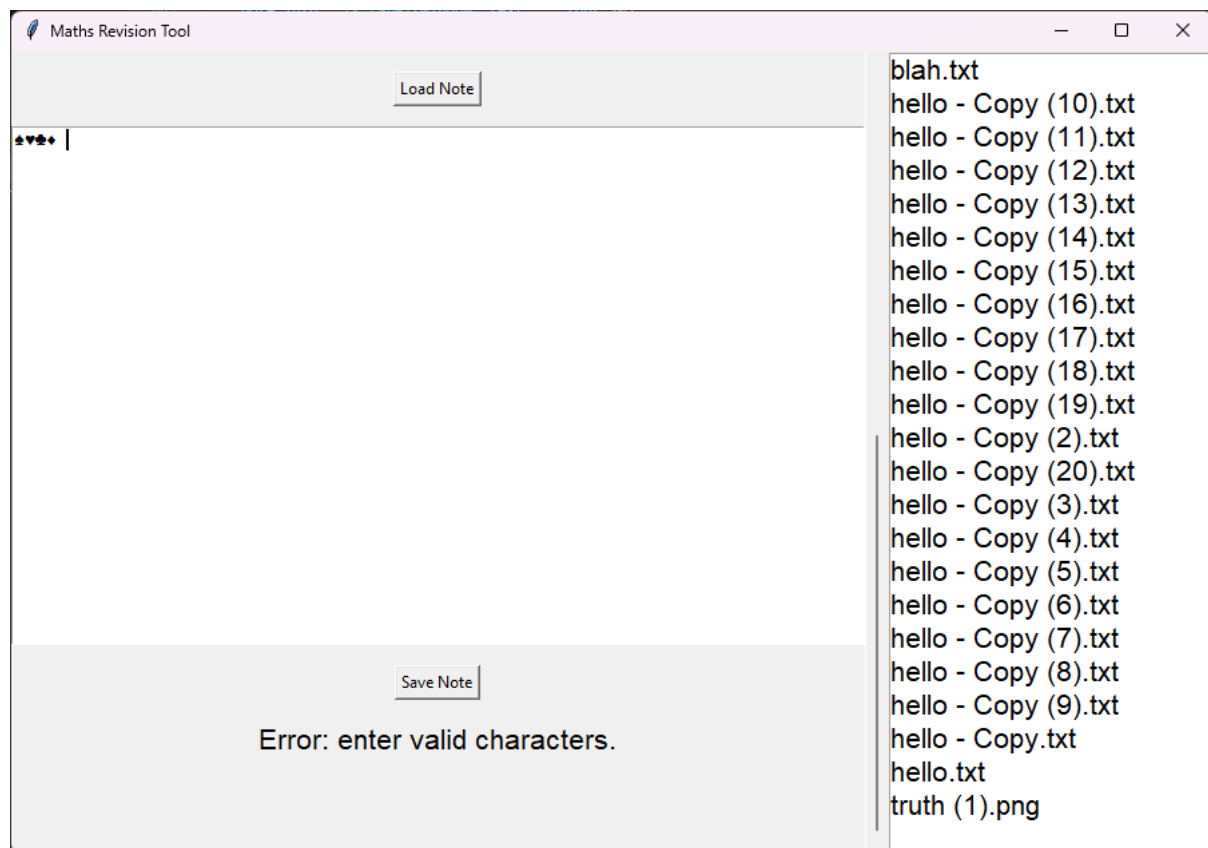 Maths Revision Tool
Load Note
♠♥♣♦
Save Note
Error: enter valid characters.
blah.txt
hello - Copy (10).txt
hello - Copy (11).txt
hello - Copy (12).txt
hello - Copy (13).txt
hello - Copy (14).txt
hello - Copy (15).txt
hello - Copy (16).txt
hello - Copy (17).txt
hello - Copy (18).txt
hello - Copy (19).txt
hello - Copy (2).txt
hello - Copy (20).txt
hello - Copy (3).txt
hello - Copy (4).txt
hello - Copy (5).txt
hello - Copy (6).txt
hello - Copy (7).txt
hello - Copy (8).txt
hello - Copy (9).txt
hello - Copy.txt
hello.txt
truth (1).png